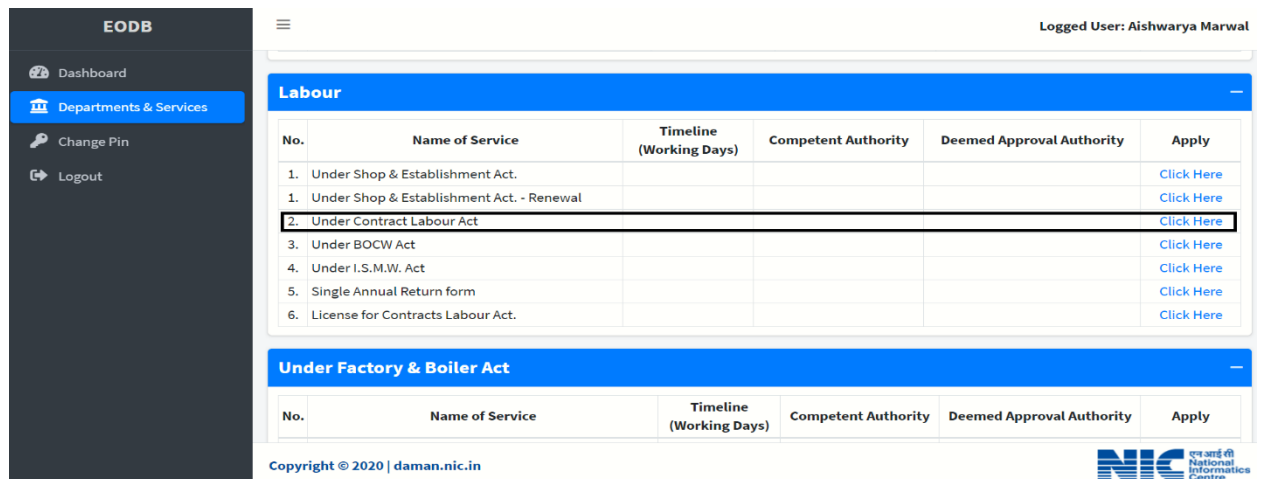 EODB
Logged User: Aishwarya Marwal
Dashboard
Departments & Services
Change Pin
Logout
Labour
No. Name of Service Timeline (Working Days) Competent Authority Deemed Approval Authority Apply
1. Under Shop & Establishment Act. Click Here
1. Under Shop & Establishment Act. - Renewal Click Here
2. Under Contract Labour Act Click Here
3. Under BOCW Act Click Here
4. Under I.S.M.W. Act Click Here
5. Single Annual Return form Click Here
6. License for Contracts Labour Act. Click Here
Under Factory & Boiler Act
No. Name of Service Timeline (Working Days) Competent Authority Deemed Approval Authority Apply
Copyright © 2020 | daman.nic.in
NIC
एन आई सी
National
Informatics
Centre